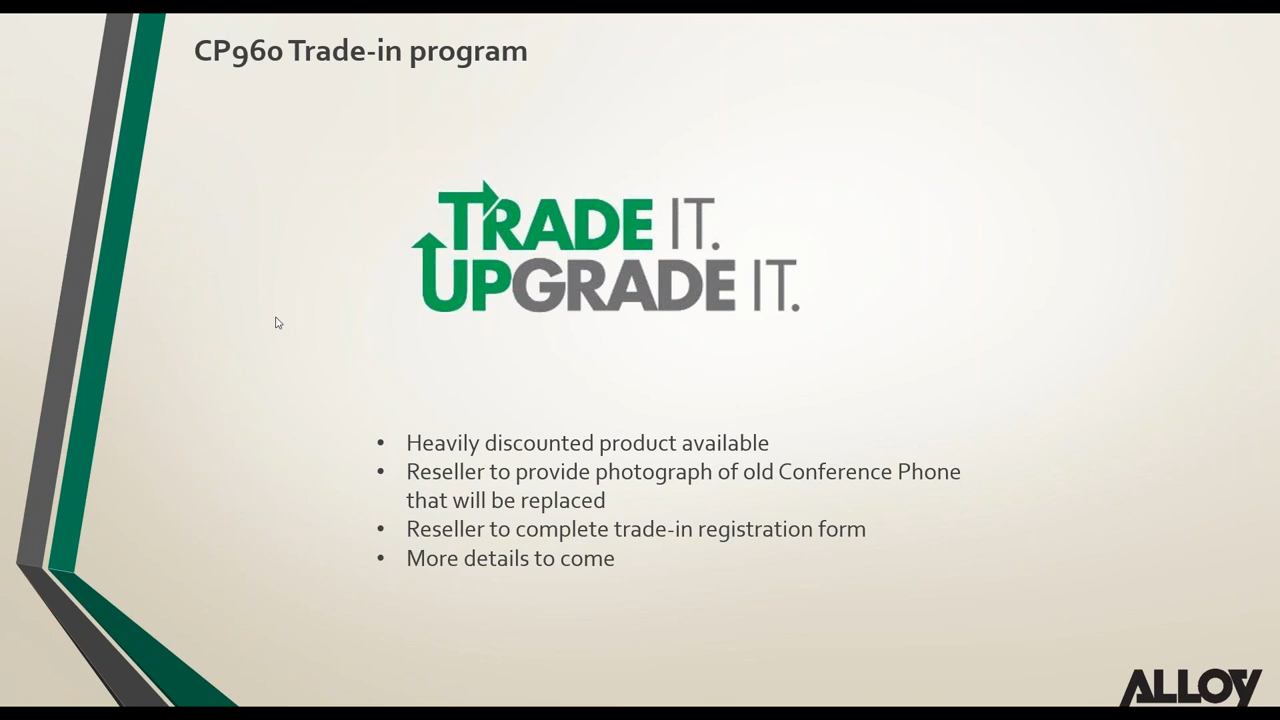 CP960 Trade-in program
TRADE IT.
UPGRADE IT.
• Heavily discounted product available
• Reseller to provide photograph of old Conference Phone
that will be replaced
• Reseller to complete trade-in registration form
• More details to come
ALLOY